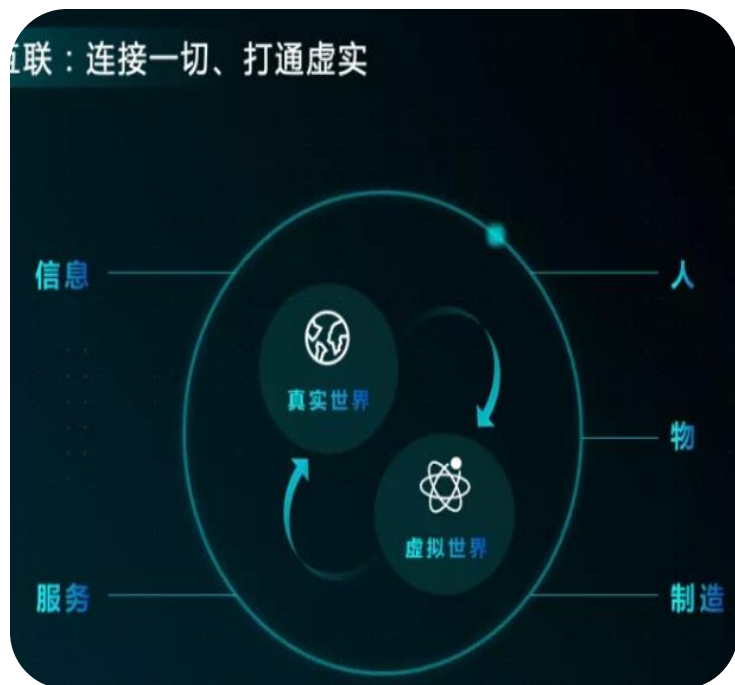 联：连接一切、打通虚实
信息
人
真实世界
物
虚拟世界
服务
制造